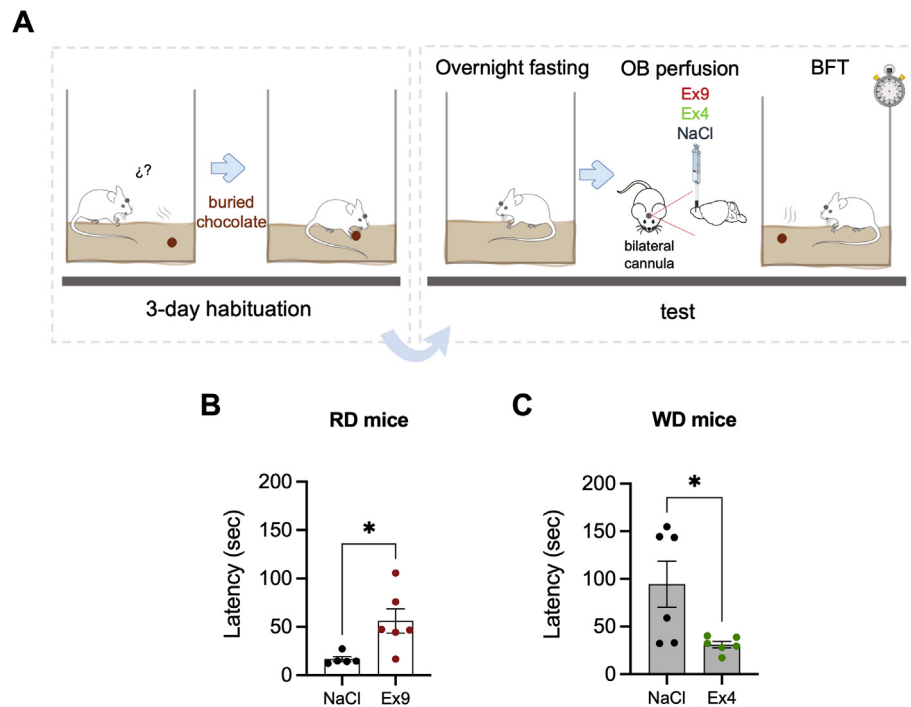 A
¿?
buried
chocolate
3-day habituation
Overnight fasting
OB perfusion
BFT
Ex9
Ex4
NaCl
bilateral
cannula
test
B
RD mice
Latency (sec)
200
150
100
50
0
*
NaCl
Ex9
C
WD mice
Latency (sec)
200
150
100
50
0
*
NaCl
Ex4